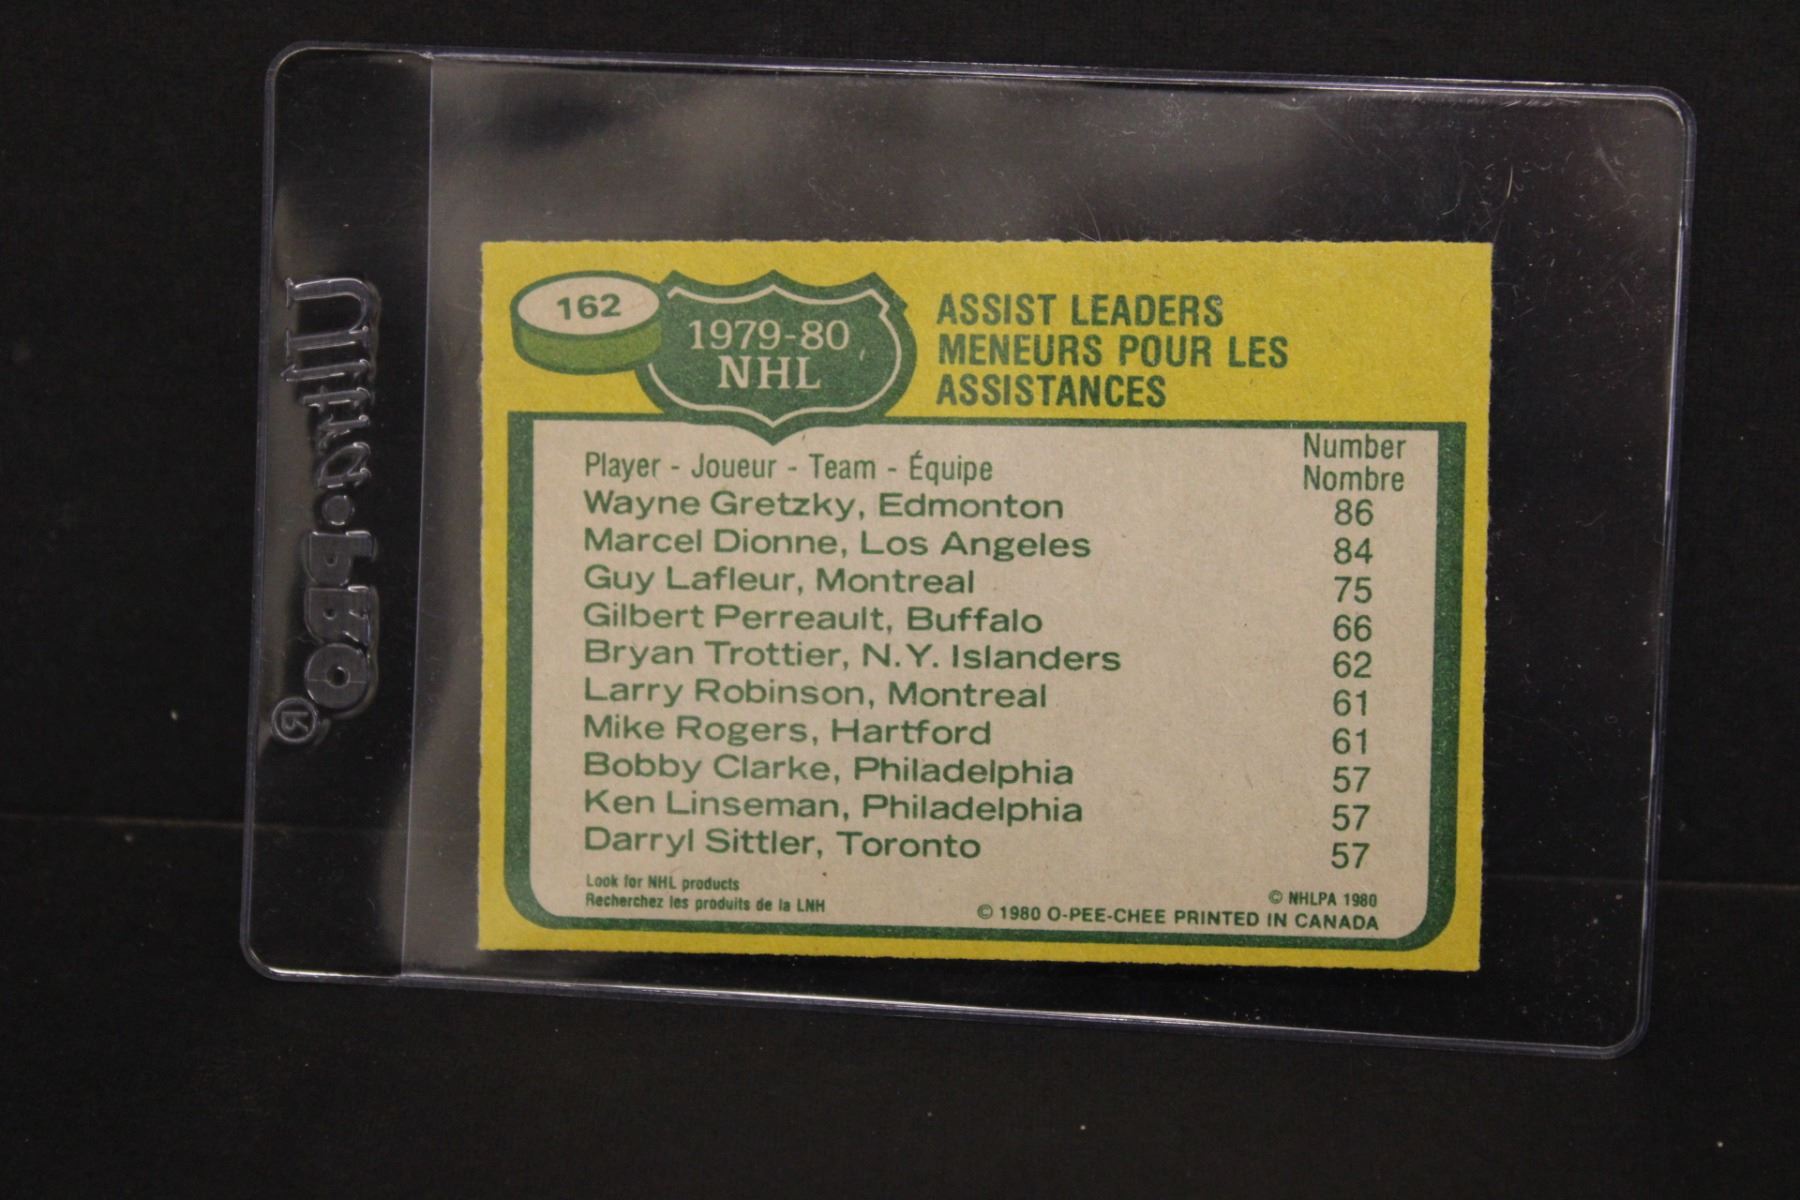 162
1979-80
NHL
ASSIST LEADERS
MENEURS POUR LES
ASSISTANCES
Player - Joueur - Team - Équipe
Number
Nombre
Wayne Gretzky, Edmonton 86
Marcel Dionne, Los Angeles 84
Guy Lafleur, Montreal 75
Gilbert Perreault, Buffalo 66
Bryan Trottier, N.Y. Islanders 62
Larry Robinson, Montreal 61
Mike Rogers, Hartford 61
Bobby Clarke, Philadelphia 57
Ken Linseman, Philadelphia 57
Darryl Sittler, Toronto 57
Look for NHL products
Recherchez les produits de la LNH
© NHLPA 1980
© 1980 O-PEE-CHEE PRINTED IN CANADA
Ultra·PRO®